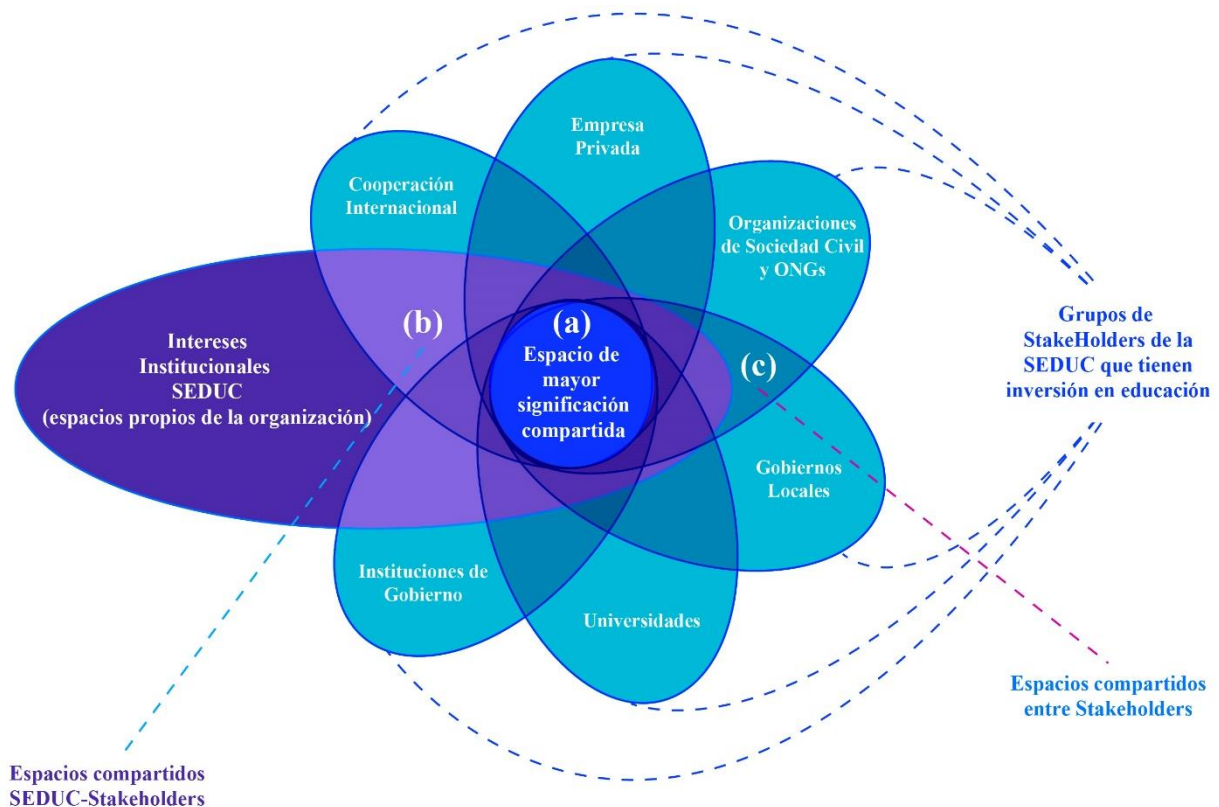 Empresa
Privada
Cooperación
Internacional
Organizaciones
de Sociedad Civil
y ONGs
Grupos de
StakeHolders de la
SEDUC que tienen
inversión en educación
Intereses
Institucionales
SEDUC
(espacios propios de la organización)
(b)
(a)
Espacio de
mayor
significación
compartida
(c)
Gobiernos
Locales
Instituciones de
Gobierno
Universidades
Espacios compartidos
entre Stakeholders
Espacios compartidos
SEDUC-Stakeholders